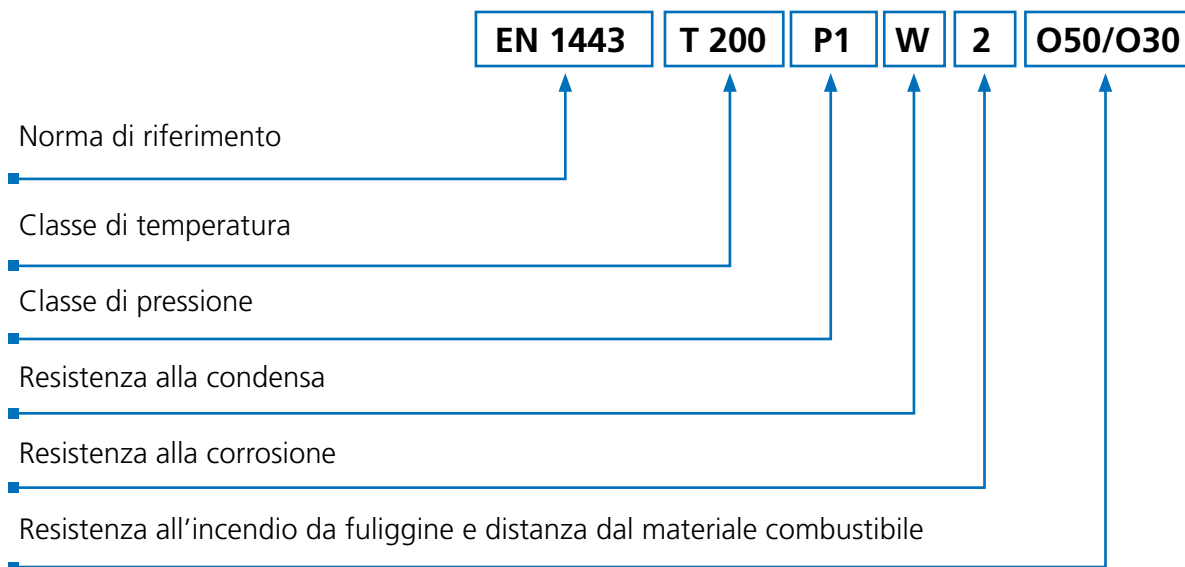 EN 1443 T 200 P1 W 2 O50/O30
Norma di riferimento
Classe di temperatura
Classe di pressione
Resistenza alla condensa
Resistenza alla corrosione
Resistenza all’incendio da fuliggine e distanza dal materiale combustibile